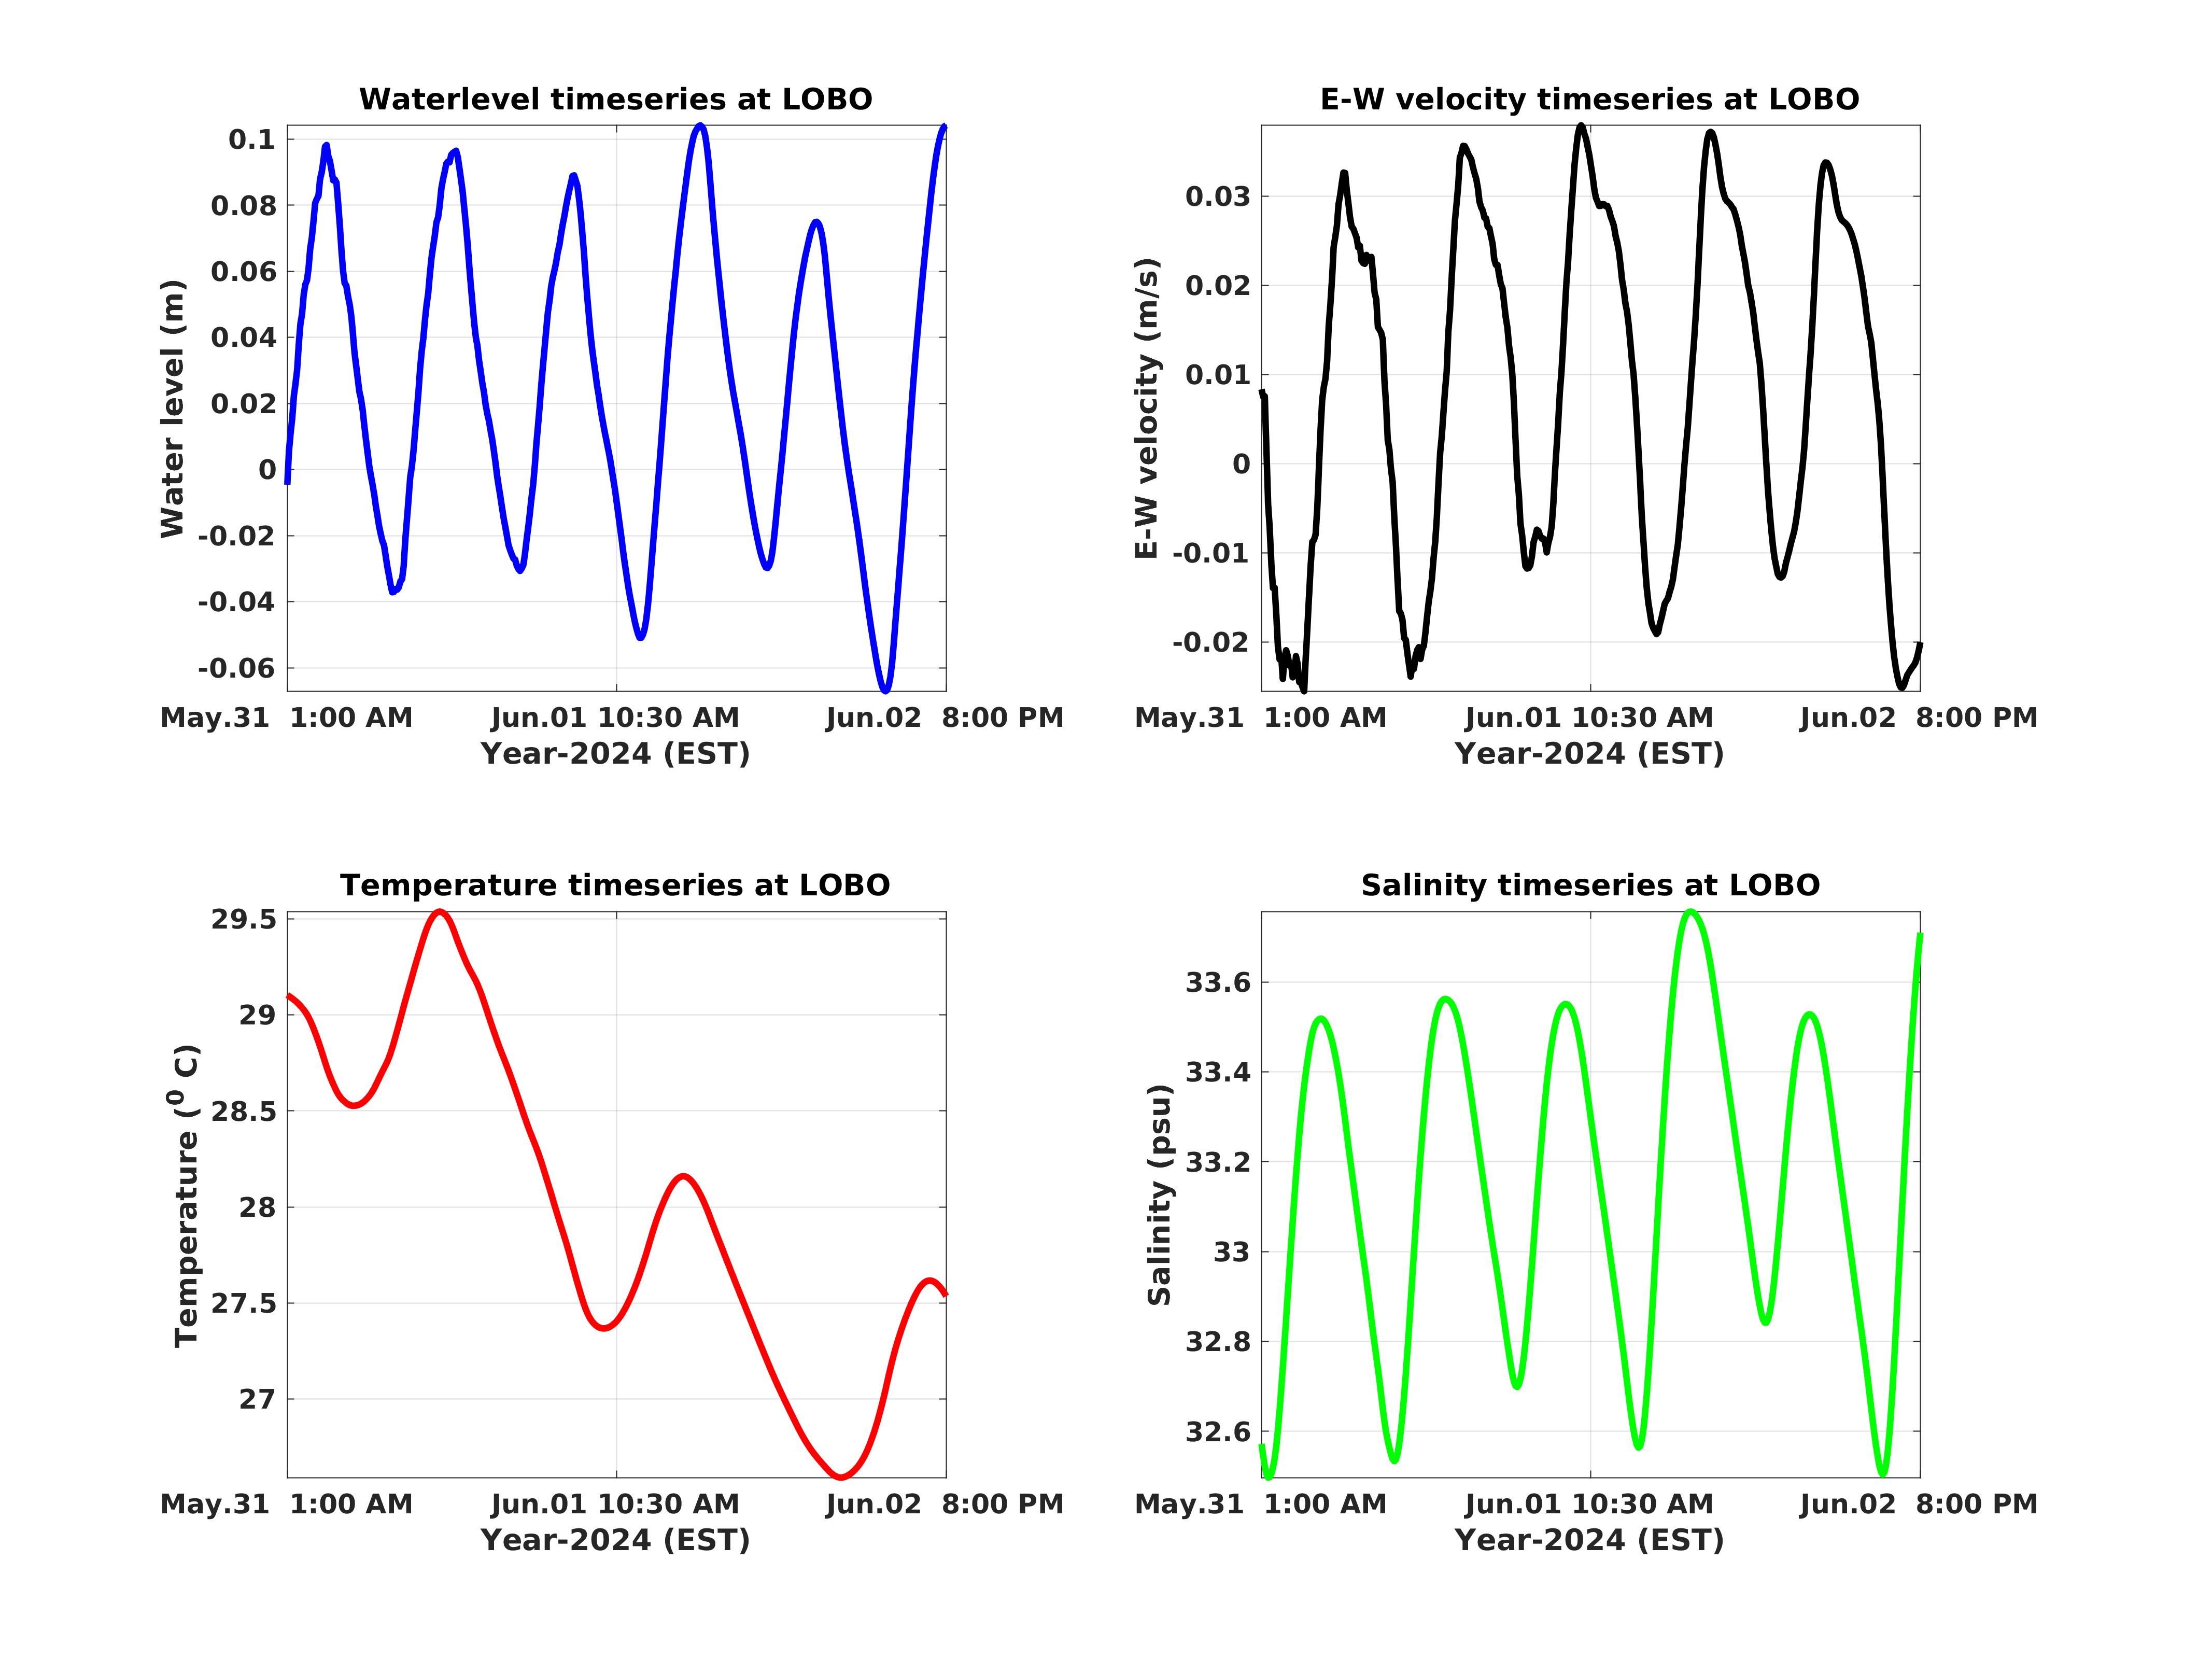 Waterlevel timeseries at LOBO
0.1
0.08
0.06
0.04
0.02
0
-0.02
-0.04
-0.06
Water level (m)
May.31 1:00 AM
Jun.01 10:30 AM
Jun.02 8:00 PM
Year-2024 (EST)
E-W velocity timeseries at LOBO
0.03
0.02
0.01
0
-0.01
-0.02
E-W velocity (m/s)
May.31 1:00 AM
Jun.01 10:30 AM
Jun.02 8:00 PM
Year-2024 (EST)
Temperature timeseries at LOBO
29.5
29
28.5
28
27.5
27
Temperature (⁰ C)
May.31 1:00 AM
Jun.01 10:30 AM
Jun.02 8:00 PM
Year-2024 (EST)
Salinity timeseries at LOBO
33.6
33.4
33.2
33
32.8
32.6
Salinity (psu)
May.31 1:00 AM
Jun.01 10:30 AM
Jun.02 8:00 PM
Year-2024 (EST)